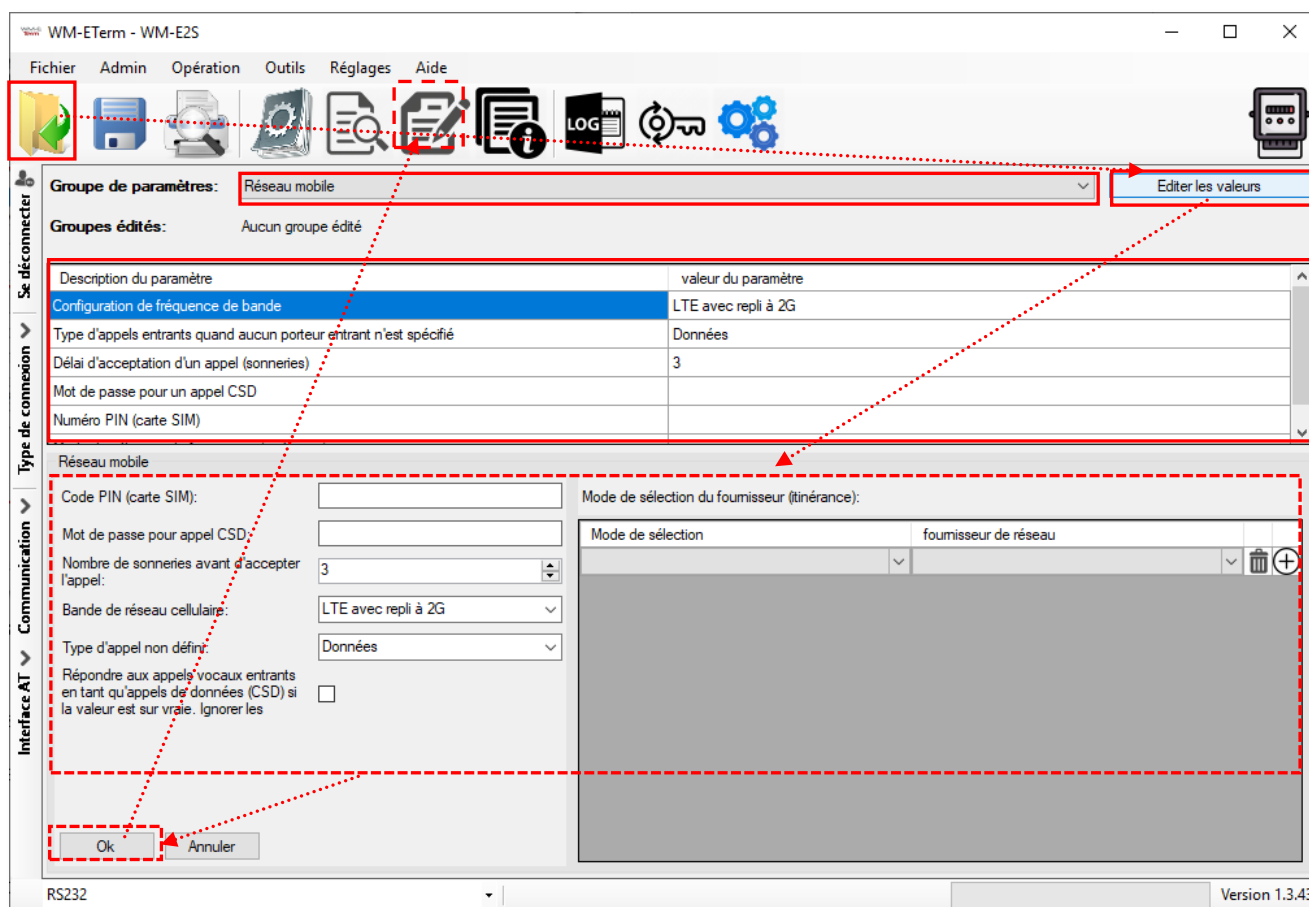 WM-ETerm - WM-E2S
Fichier Admin Opération Outils Réglages Aide
LOG
Groupe de paramètres: Réseau mobile Editer les valeurs
Groupes édités: Aucun groupe édité
Se déconnecter
Type de connexion
Communication
Interface AT
Description du paramètre valeur du paramètre
Configuration de fréquence de bande LTE avec repli à 2G
Type d'appels entrants quand aucun porteur entrant n'est spécifié Données
Délai d'acceptation d'un appel (sonneries) 3
Mot de passe pour un appel CSD
Numéro PIN (carte SIM)
Réseau mobile
Code PIN (carte SIM):
Mot de passe pour appel CSD:
Nombre de sonneries avant d'accepter
l'appel: 3
Bande de réseau cellulaire: LTE avec repli à 2G
Type d'appel non défini: Données
Répondre aux appels vocaux entrants
en tant qu'appels de données (CSD) si
la valeur est sur vraie. Ignorer les
Mode de sélection du fournisseur (itinérance):
Mode de sélection fournisseur de réseau
Ok Annuler
RS232 Version 1.3.43